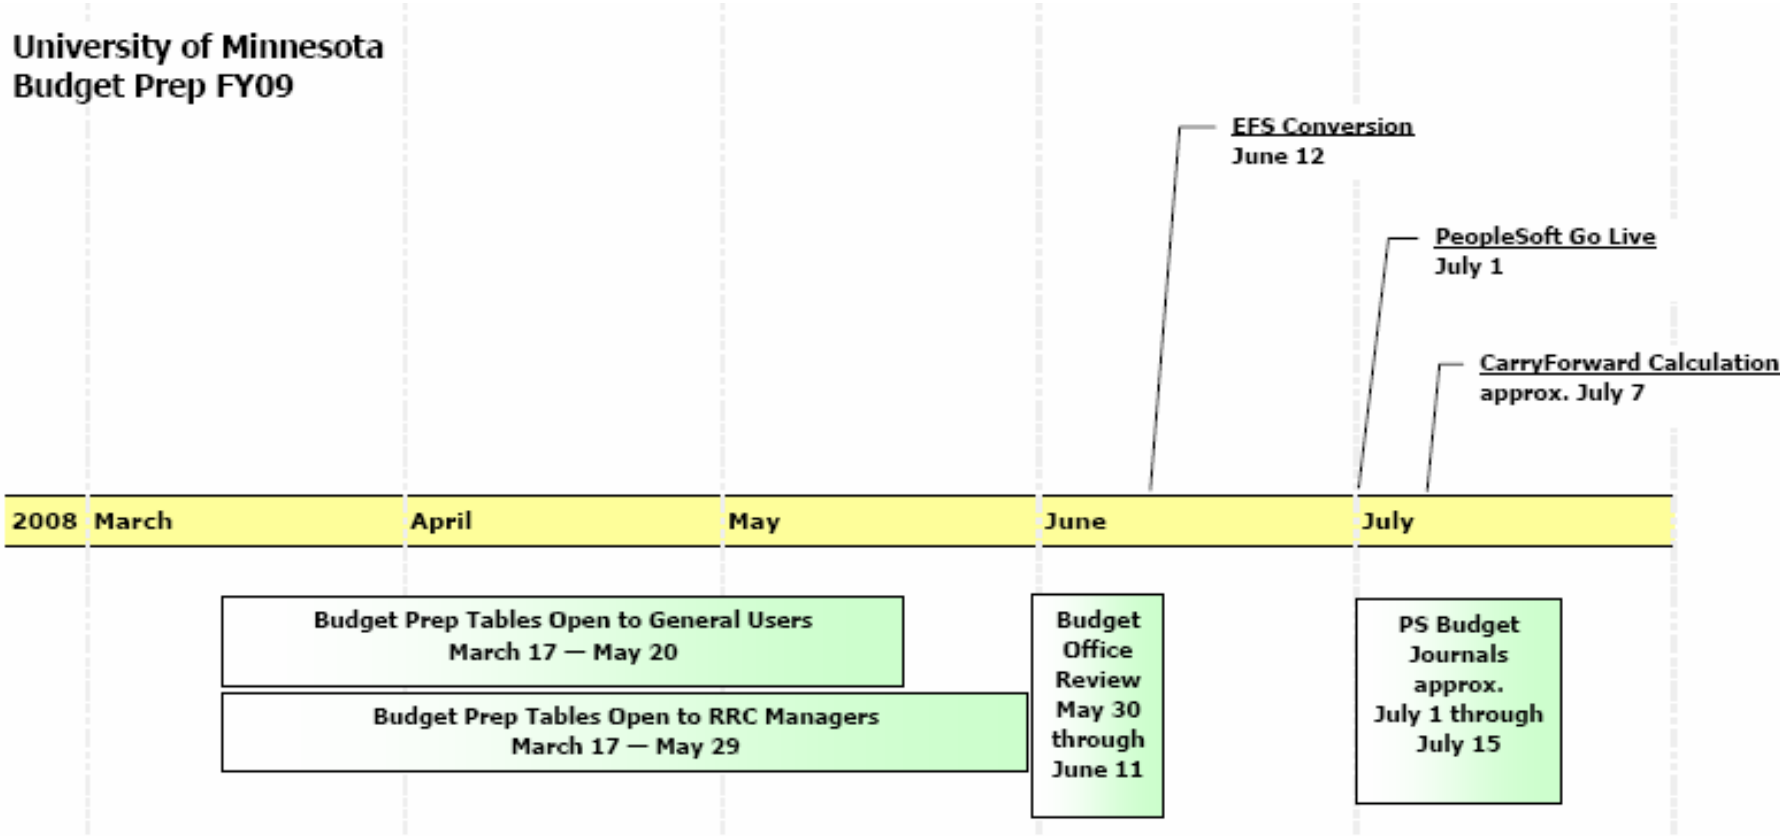 University of Minnesota
Budget Prep FY09
EFS Conversion
June 12
PeopleSoft Go Live
July 1
CarryForward Calculation
approx. July 7
2008 March April May June July
Budget Prep Tables Open to General Users
March 17 — May 20
Budget Prep Tables Open to RRC Managers
March 17 — May 29
Budget
Office
Review
May 30
through
June 11
PS Budget
Journals
approx.
July 1 through
July 15